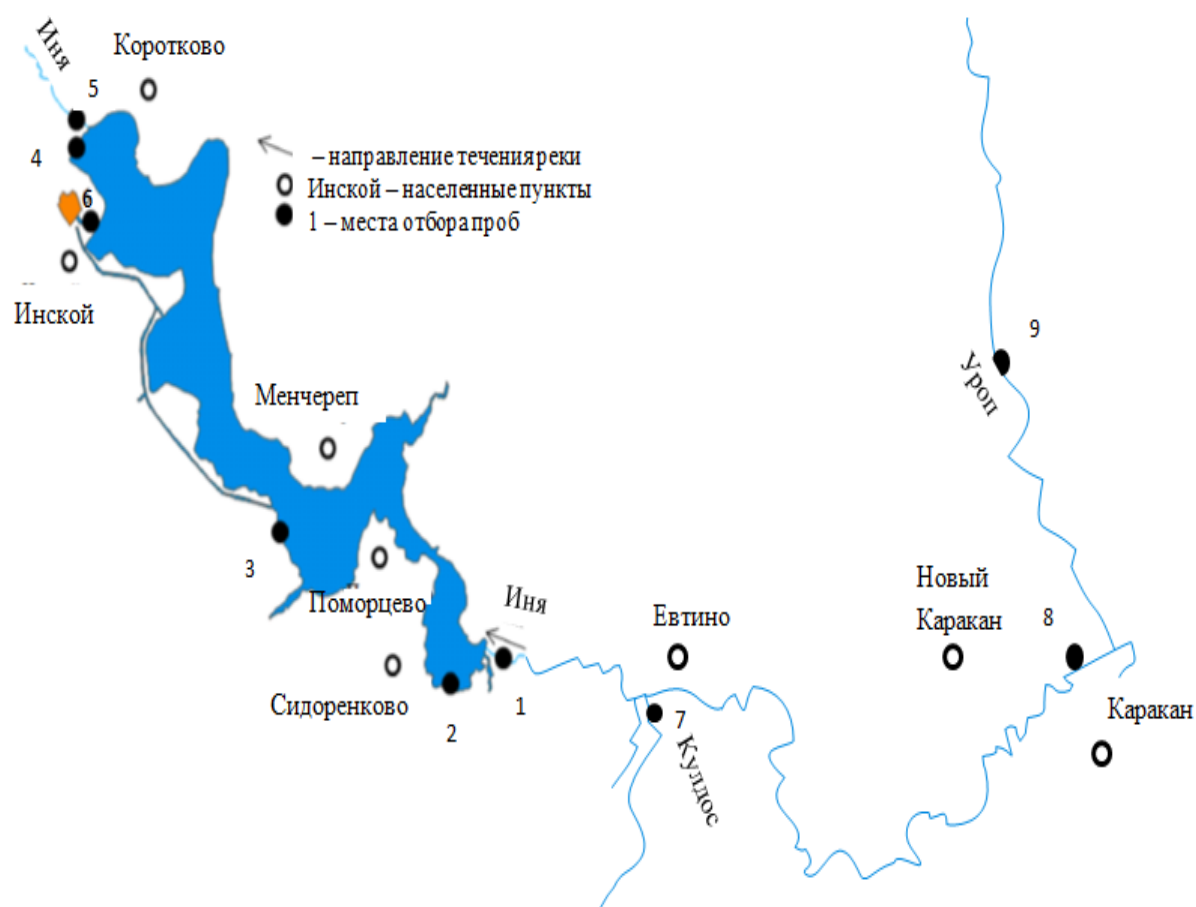 Иня
Коротково
5
4
– направление течения реки
Инской – населенные пункты
1 – места отбора проб
6
Инской
9
Уроп
Менчереп
3
Поморцево
Иня
Евтино
Новый
Каракан
8
Сидоренково
1
2
7
Кулдос
Каракан